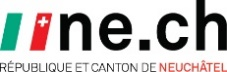 ne.ch
RÉPUBLIQUE ET CANTON DE NEUCHÂTEL